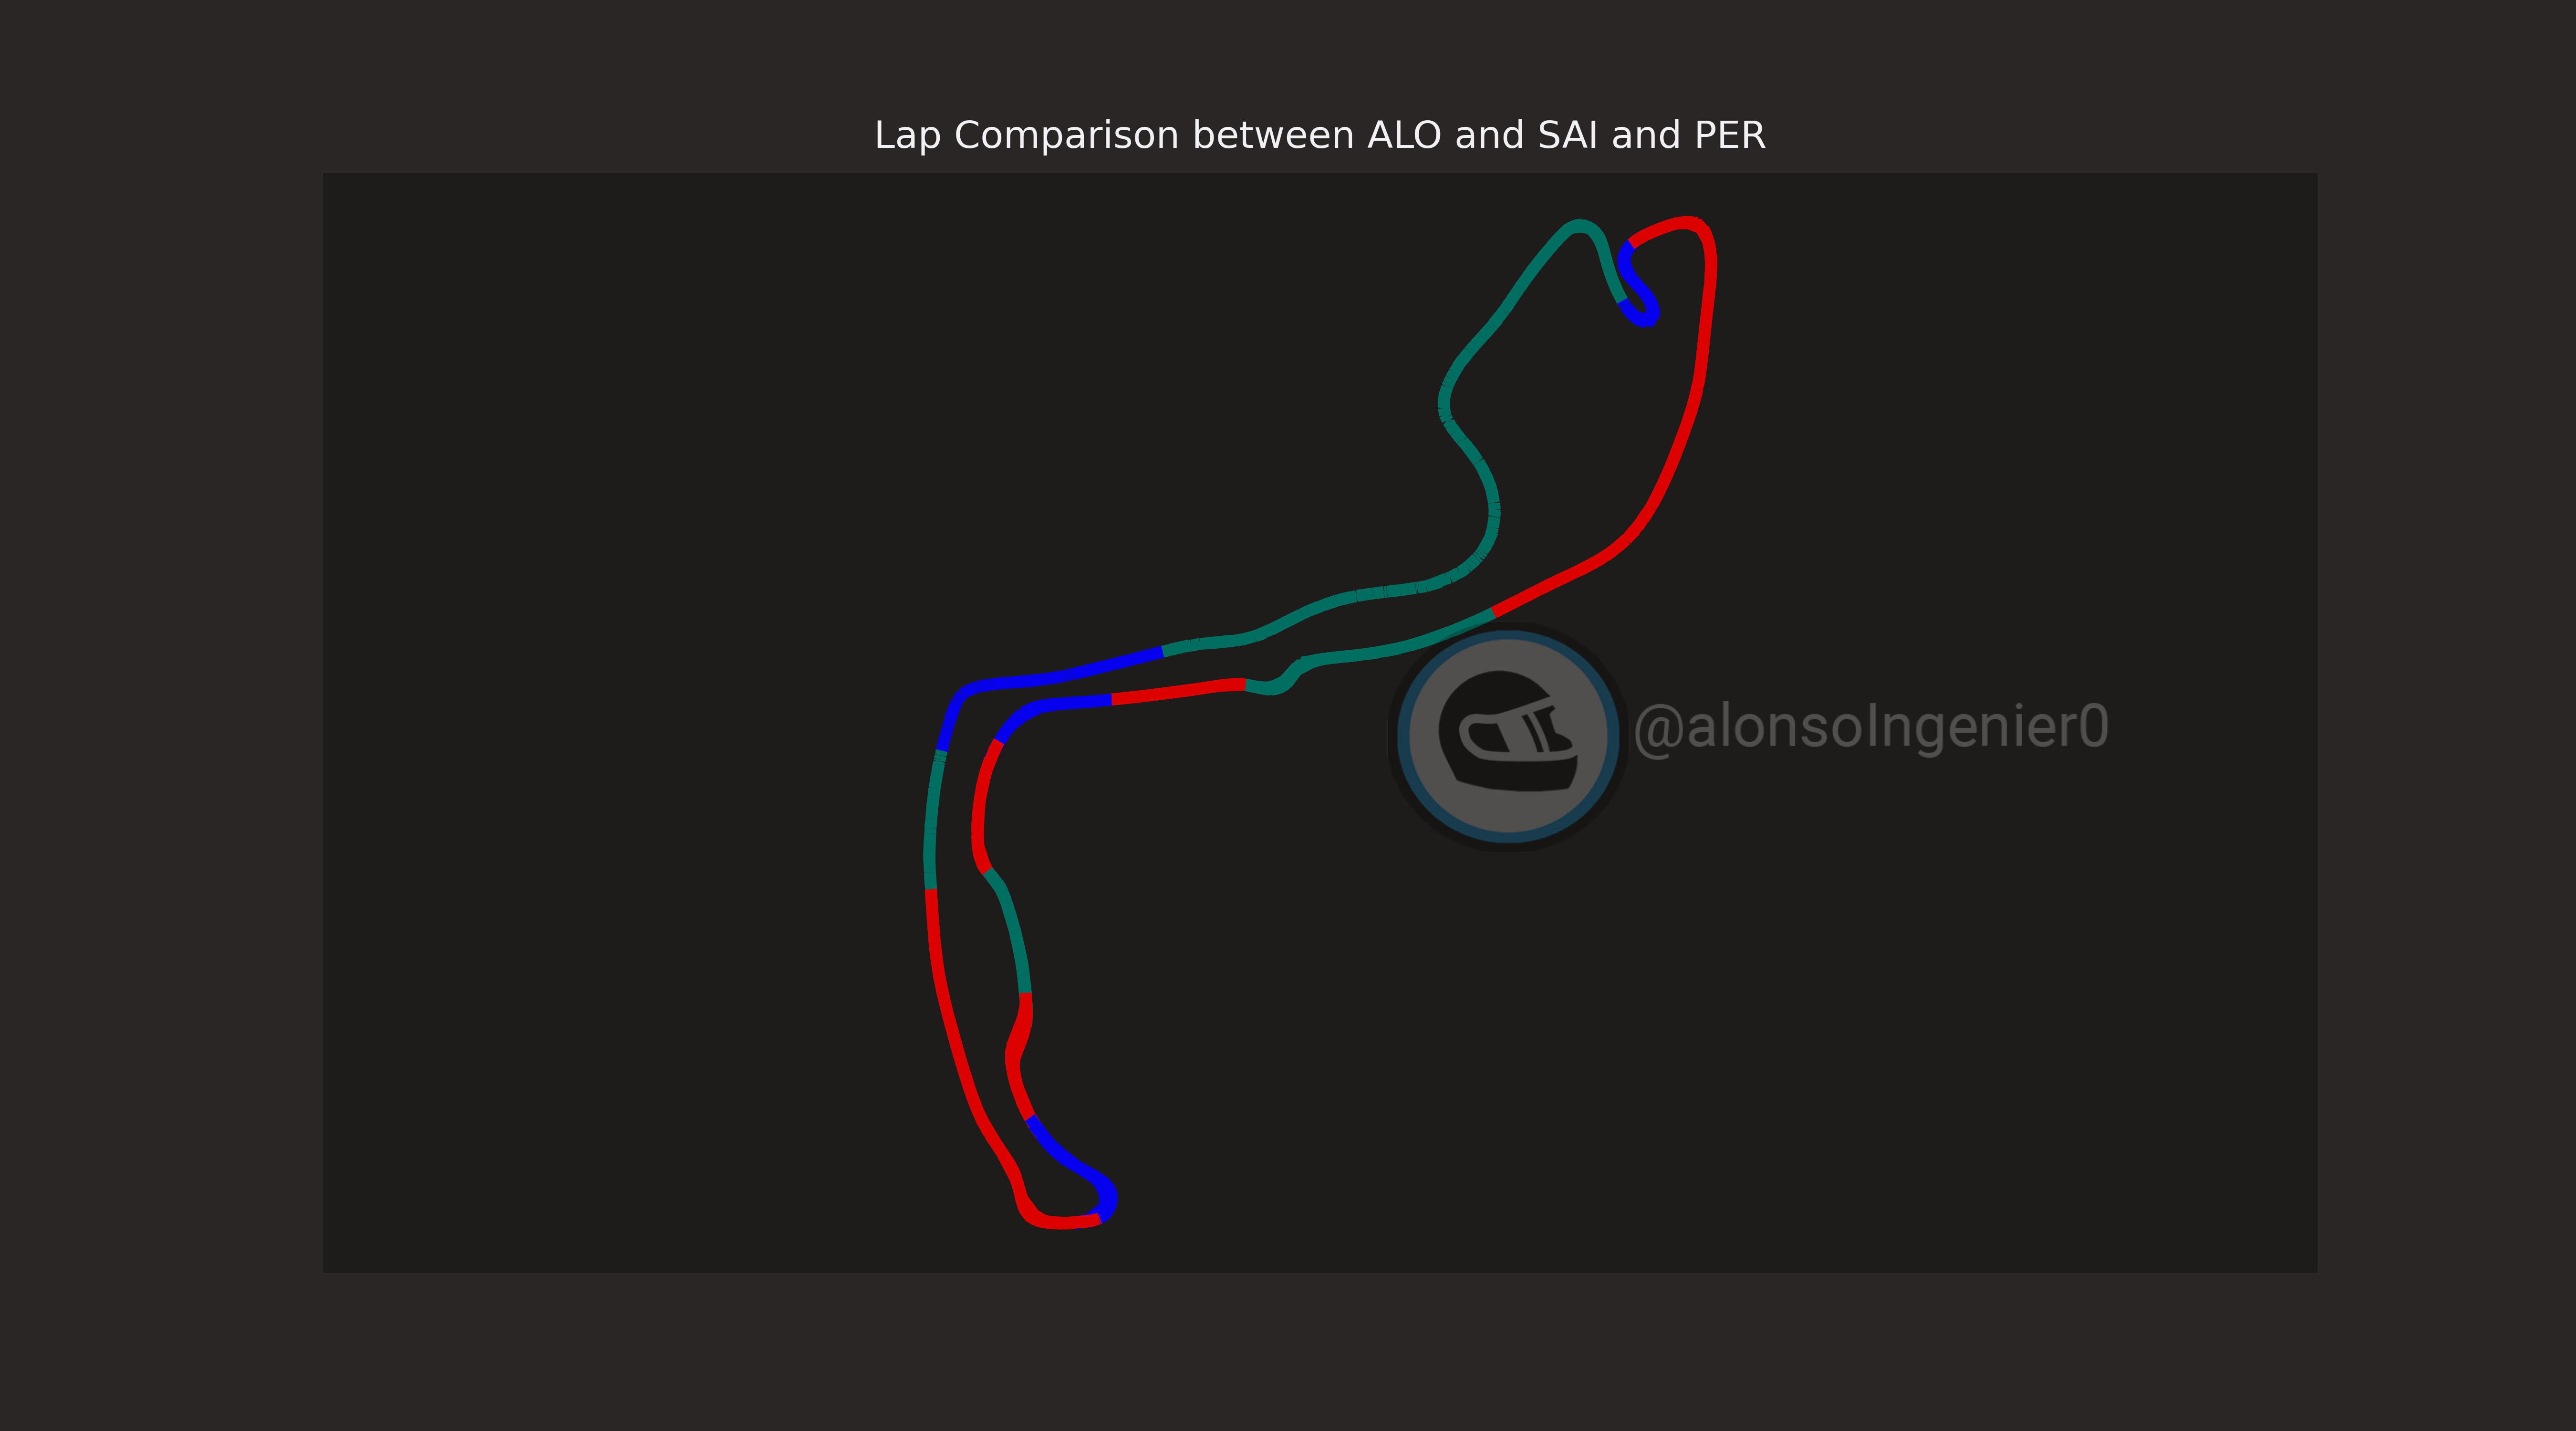 Lap Comparison between ALO and SAI and PER
@alonsoIngenier0